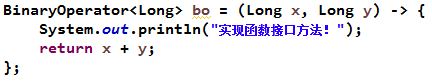 BinaryOperator<Long> bo = (Long x, Long y) -> {
    System.out.println("实现函数接口方法！");
    return x + y;
};